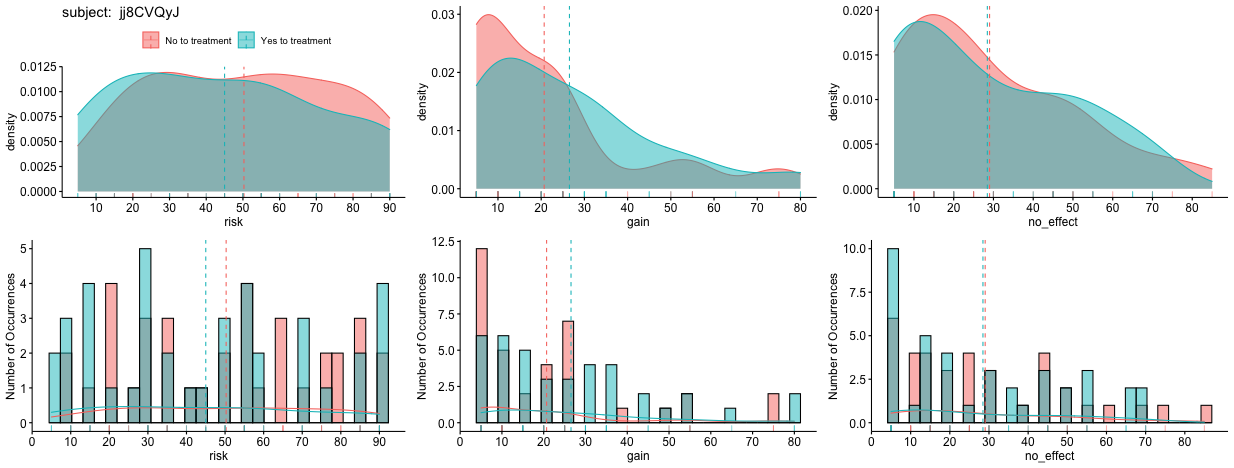 subject: jj8CVQyJ
No to treatment
Yes to treatment
density
0.0125
0.0100
0.0075
0.0050
0.0025
0.0000
10 20 30 40 50 60 70 80 90
risk
density
0.03
0.02
0.03
0.00
10 20 30 40 50 60 70 80
gain
density
0.020
0.015
0.010
0.005
0.000
10 20 30 40 50 60 70 80
no_effect
Number of Occurrences
5
4
3
2
1
0
0 10 20 30 40 50 60 70 80 90
risk
Number of Occurrences
12.5
10.0
7.5
5.0
2.5
0.0
0 10 20 30 40 50 60 70 80
gain
Number of Occurrences
10.0
7.5
5.0
2.5
0.0
0 10 20 30 40 50 60 70 80
no_effect